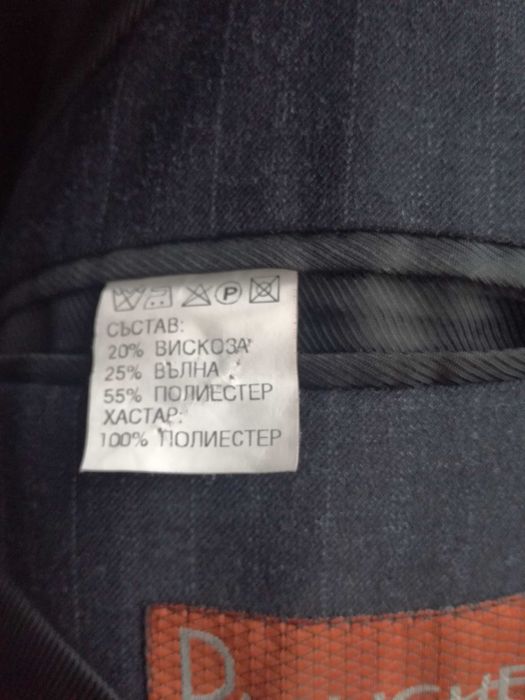 P
СЪСТАВ:
20% ВИСКОЗА
25% ВЪЛНА
55% ПОЛИЕСТЕР
ХАСТАР:
100% ПОЛИЕСТЕР